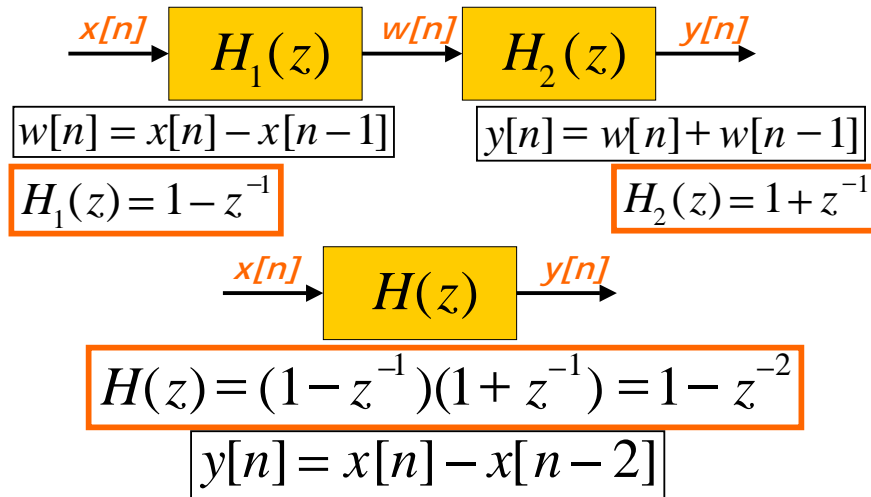 x[n] w[n] y[n]
H₁(z) H₂(z)
w[n] = x[n] − x[n − 1] y[n] = w[n] + w[n − 1]
H₁(z) = 1 − z⁻¹ H₂(z) = 1 + z⁻¹
x[n] y[n]
H(z)
H(z) = (1 − z⁻¹)(1 + z⁻¹) = 1 − z⁻²
y[n] = x[n] − x[n − 2]